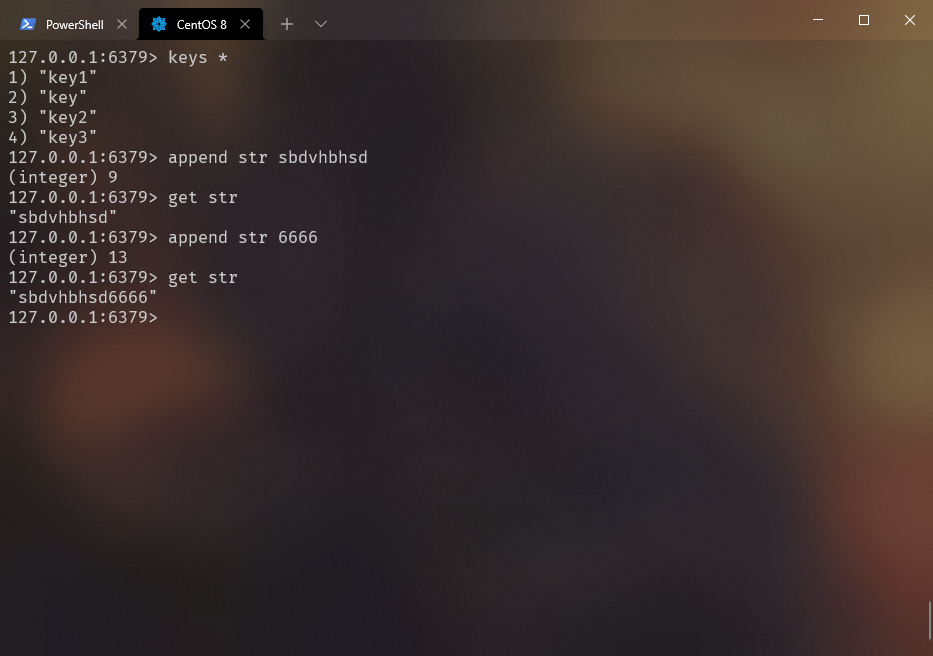 PowerShell
CentOS 8
127.0.0.1:6379> keys *
1) "key1"
2) "key"
3) "key2"
4) "key3"
127.0.0.1:6379> append str sbdvhbhsd
(integer) 9
127.0.0.1:6379> get str
"sbdvhbhsd"
127.0.0.1:6379> append str 6666
(integer) 13
127.0.0.1:6379> get str
"sbdvhbhsd6666"
127.0.0.1:6379>